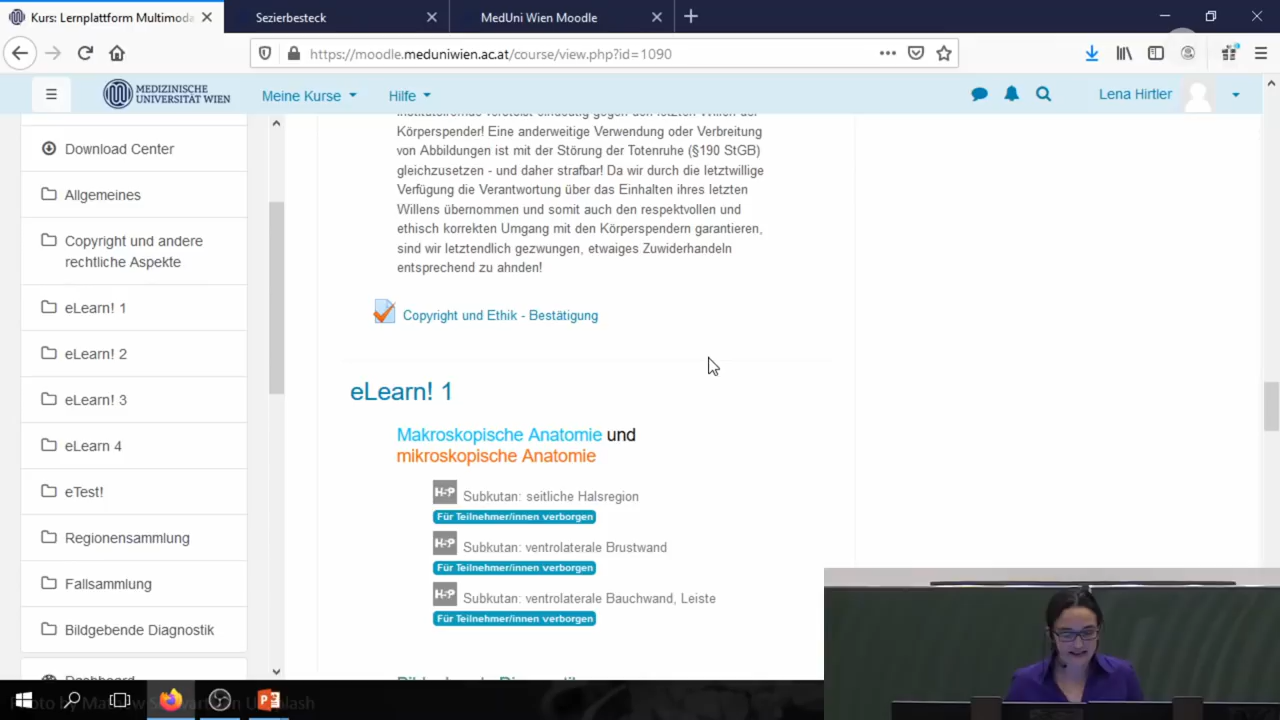 Kurs: Lernplattform Multimoda
Sezierbesteck
MedUni Wien Moodle
https://moodle.meduniwien.ac.at/course/view.php?id=1090
MEDIZINISCHE
UNIVERSITÄT WIEN
Meine Kurse
Hilfe
Lena Hirtler
Download Center
Allgemeines
Copyright und andere
rechtliche Aspekte
eLearn! 1
eLearn! 2
eLearn! 3
eLearn 4
eTest!
Regionensammlung
Fallsammlung
Bildgebende Diagnostik
Dashboard
Körperspender! Eine anderweitige Verwendung oder Verbreitung
von Abbildungen ist mit der Störung der Totenruhe (§190 StGB)
gleichzusetzen - und daher strafbar! Da wir durch die letztwillige
Verfügung die Verantwortung über das Einhalten ihres letzten
Willens übernommen und somit auch den respektvollen und
ethisch korrekten Umgang mit den Körperspendern garantieren,
sind wir letztendlich gezwungen, etwaiges Zuwiderhandeln
entsprechend zu ahnden!
Copyright und Ethik - Bestätigung
eLearn! 1
Makroskopische Anatomie und
mikroskopische Anatomie
H-P Subkutan: seitliche Halsregion
Für Teilnehmer/innen verborgen
H-P Subkutan: ventrolaterale Brustwand
Für Teilnehmer/innen verborgen
H-P Subkutan: ventrolaterale Bauchwand, Leiste
Für Teilnehmer/innen verborgen